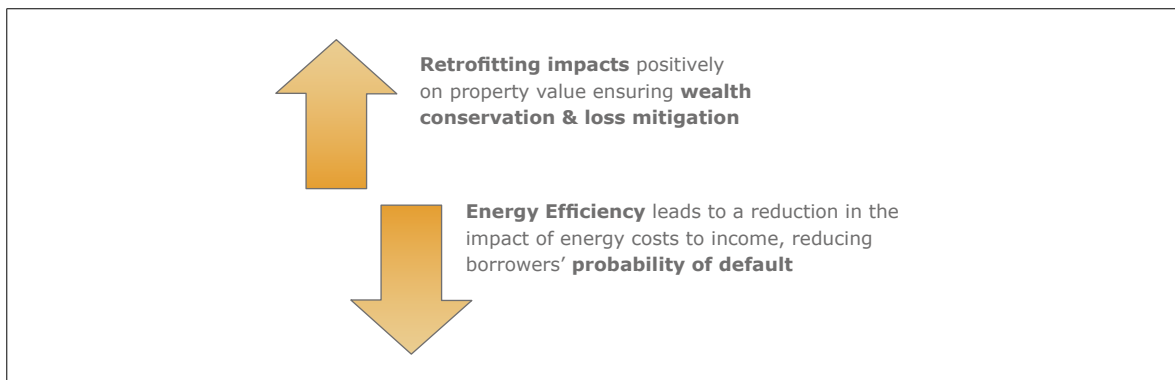 Retrofitting impacts positively
on property value ensuring wealth
conservation & loss mitigation
Energy Efficiency leads to a reduction in the
impact of energy costs to income, reducing
borrowers’ probability of default